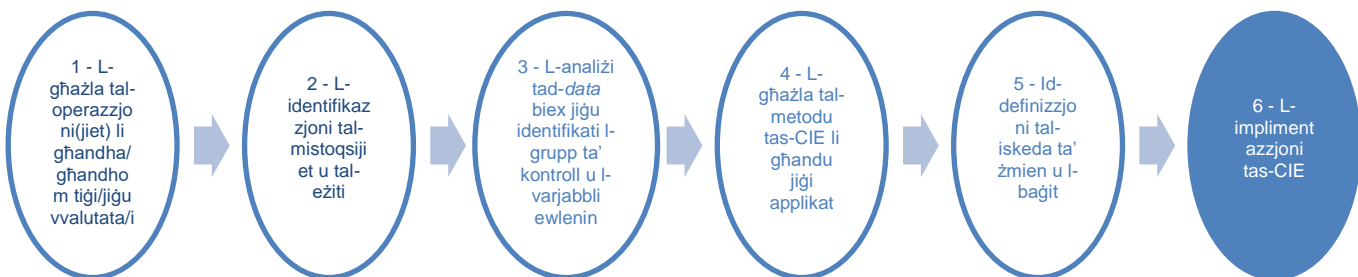 1 - L-
għażla tal-
operazzjo
ni(jiet) li
għandha/
għandho
m tiġi/jiġu
vvalutata/i
2 - L-
identifikaz
zjoni tal-
mistoqsiji
et u tal-
eżiti
3 - L-analiżi
tad-data
biex jiġu
identifikati l-
grupp ta’
kontroll u l-
varjabbli
ewlenin
4 - L-
għażla tal-
metodu
tas-CIE li
għandu
jiġi
applikat
5 - Id-
definizzjo
ni tal-
iskeda ta’
żmien u l-
baġit
6 - L-
impliment
azzjoni
tas-CIE